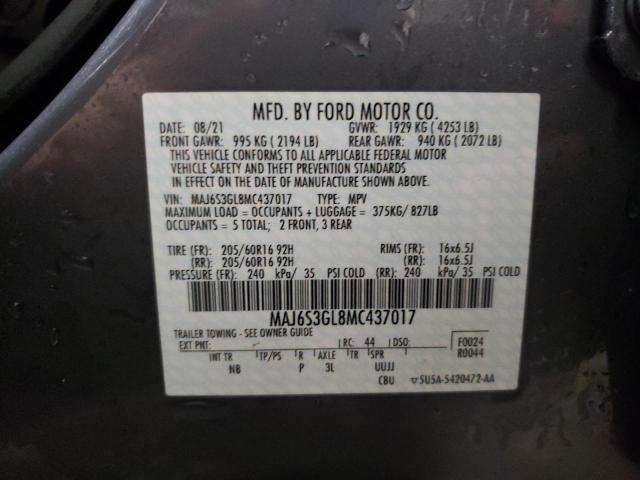 MFD. BY FORD MOTOR CO.
DATE: 08/21 GVWR: 1929 KG ( 4253 LB)
FRONT GAWR: 995 KG ( 2194 LB) REAR GAWR: 940 KG ( 2072 LB)
THIS VEHICLE CONFORMS TO ALL APPLICABLE FEDERAL MOTOR
VEHICLE SAFETY AND THEFT PREVENTION STANDARDS
IN EFFECT ON THE DATE OF MANUFACTURE SHOWN ABOVE.
VIN: MAJ6S3GL8MC437017 TYPE: MPV
MAXIMUM LOAD = OCCUPANTS + LUGGAGE = 375KG/ 827LB
OCCUPANTS = 5 TOTAL; 2 FRONT, 3 REAR
TIRE (FR): 205/60R16 92H RIMS (FR): 16x6.5J
(RR): 205/60R16 92H (RR): 16x6.5J
PRESSURE (FR): 240 kPa/ 35 PSI COLD (RR): 240 kPa/ 35 PSI COLD
MAJ6S3GL8MC437017
TRAILER TOWING - SEE OWNER GUIDE
EXT PNT: RC: 44 DSO: F0024
R0044
INT TR TP/PS R AXLE TR SPR
NB P 3L UUJJ
CBU ▽5U5A-5420472-AA